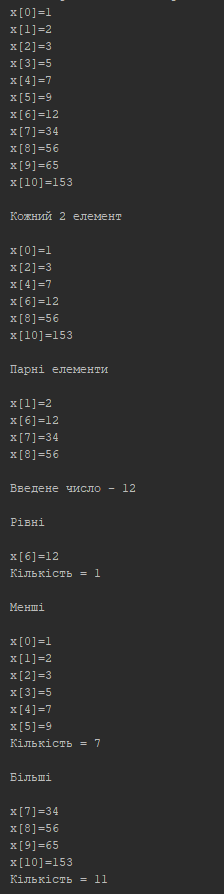 x[0]=1
x[1]=2
x[2]=3
x[3]=5
x[4]=7
x[5]=9
x[6]=12
x[7]=34
x[8]=56
x[9]=65
x[10]=153
Кожний 2 елемент
x[0]=1
x[2]=3
x[4]=7
x[6]=12
x[8]=56
x[10]=153
Парні елементи
x[1]=2
x[6]=12
x[7]=34
x[8]=56
Введене число - 12
Рівні
x[6]=12
Кількість = 1
Менші
x[0]=1
x[1]=2
x[2]=3
x[3]=5
x[4]=7
x[5]=9
Кількість = 7
Більші
x[7]=34
x[8]=56
x[9]=65
x[10]=153
Кількість = 11